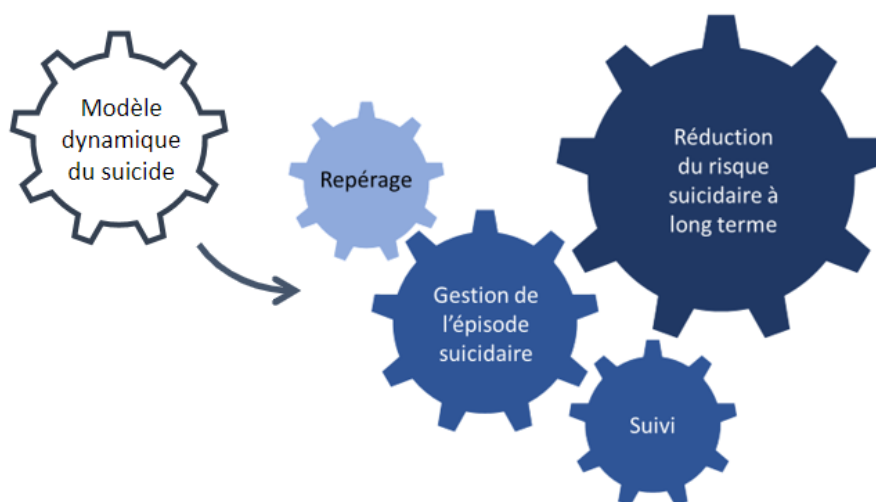 Modèle
dynamique
du suicide
Repérage
Réduction
du risque
suicidaire à
long terme
Gestion de
l'épisode
suicidaire
Suivi